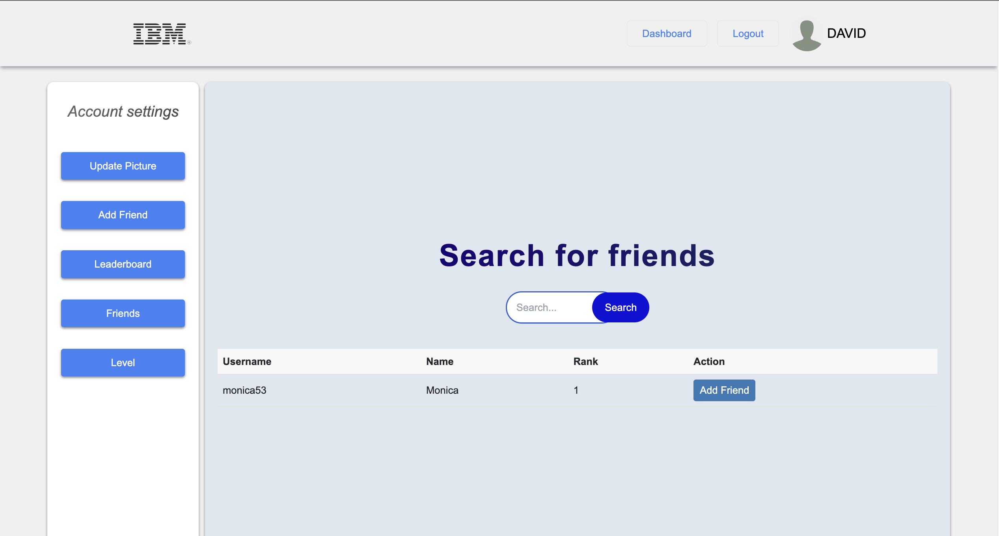 IBM®
Dashboard
Logout
DAVID
Account settings
Update Picture
Add Friend
Leaderboard
Friends
Level
Search for friends
Search...
Search
Username Name Rank Action
monica53 Monica 1 Add Friend